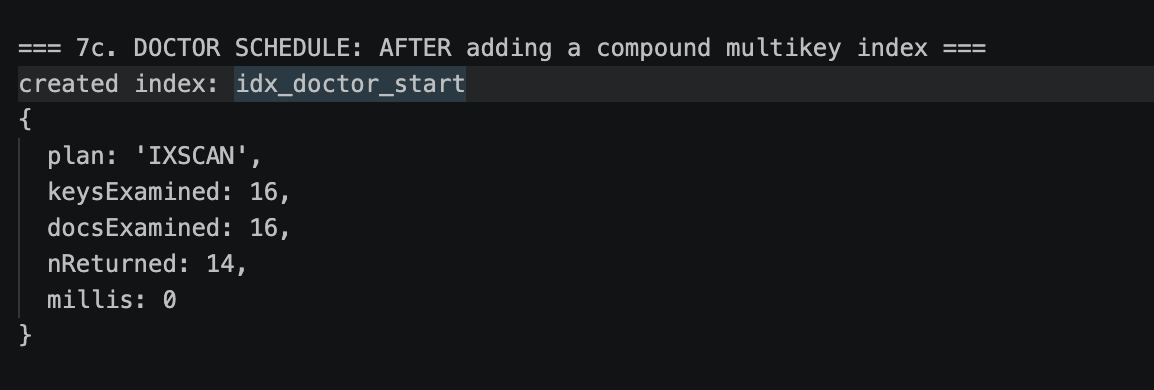 === 7c. DOCTOR SCHEDULE: AFTER adding a compound multikey index ===
created index: idx_doctor_start
{
  plan: 'IXSCAN',
  keysExamined: 16,
  docsExamined: 16,
  nReturned: 14,
  millis: 0
}